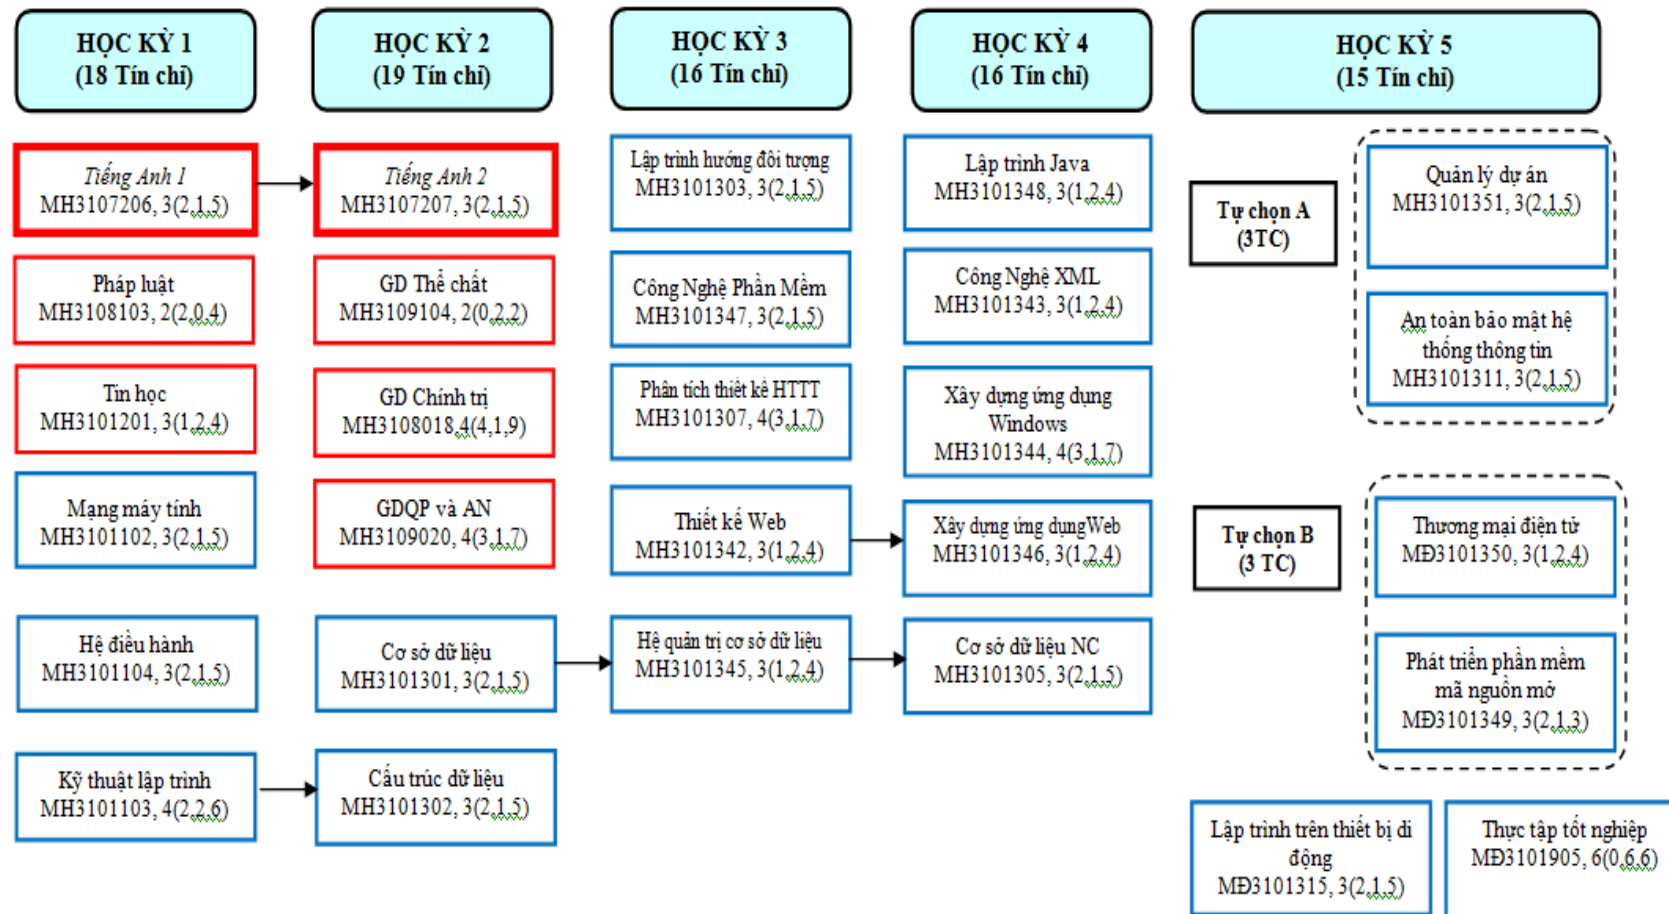 HỌC KỲ 1
(18 Tín chỉ)
HỌC KỲ 2
(19 Tín chỉ)
HỌC KỲ 3
(16 Tín chỉ)
HỌC KỲ 4
(16 Tín chỉ)
HỌC KỲ 5
(15 Tín chỉ)
Tiếng Anh 1
MH3107206, 3(2,1,5)
Pháp luật
MH3108103, 2(2,0,4)
Tin học
MH3101201, 3(1,2,4)
Mạng máy tính
MH3101102, 3(2,1,5)
Hệ điều hành
MH3101104, 3(2,1,5)
Kỹ thuật lập trình
MH3101103, 4(2,2,6)
Tiếng Anh 2
MH3107207, 3(2,1,5)
GD Thể chất
MH3109104, 2(0,2,2)
GD Chính trị
MH3108018,4(4,1,9)
GDQP và AN
MH3109020, 4(3,1,7)
Cơ sở dữ liệu
MH3101301, 3(2,1,5)
Cấu trúc dữ liệu
MH3101302, 3(2,1,5)
Lập trình hướng đôi tượng
MH3101303, 3(2,1,5)
Công Nghệ Phần Mềm
MH3101347, 3(2,1,5)
Phân tích thiết kế HTTT
MH3101307, 4(3,1,7)
Thiết kế Web
MH3101342, 3(1,2,4)
Hệ quản trị cơ sở dữ liệu
MH3101345, 3(1,2,4)
Lập trình Java
MH3101348, 3(1,2,4)
Công Nghệ XML
MH3101343, 3(1,2,4)
Xây dựng ứng dụng
Windows
MH3101344, 4(3,1,7)
Xây dựng ứng dụngWeb
MH3101346, 3(1,2,4)
Cơ sở dữ liệu NC
MH3101305, 3(2,1,5)
Tự chọn A
(3TC)
Quản lý dự án
MH3101351, 3(2,1,5)
An toàn bảo mật hệ
thống thông tin
MH3101311, 3(2,1,5)
Tự chọn B
(3 TC)
Thương mại điện tử
MĐ3101350, 3(1,2,4)
Phát triển phần mềm
mã nguồn mở
MĐ3101349, 3(2,1,3)
Lập trình trên thiết bị di
động
MĐ3101315, 3(2,1,5)
Thực tập tốt nghiệp
MĐ3101905, 6(0,6,6)